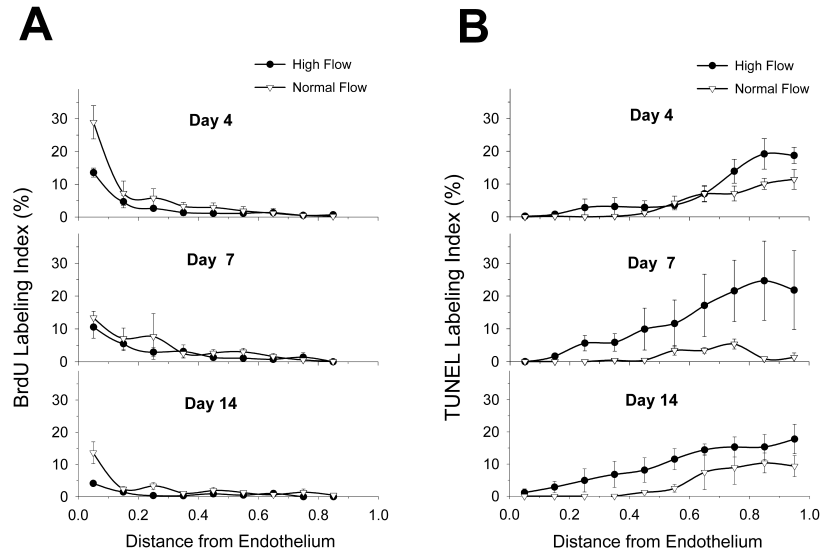 A
High Flow
Normal Flow
Day 4
30
20
10
0
Day 7
30
20
10
0
Day 14
30
20
10
0
0.0 0.2 0.4 0.6 0.8 1.0
Distance from Endothelium
BrdU Labeling Index (%)
B
High Flow
Normal Flow
Day 4
30
20
10
0
Day 7
30
20
10
0
Day 14
30
20
10
0
0.0 0.2 0.4 0.6 0.8 1.0
Distance from Endothelium
TUNEL Labeling Index (%)